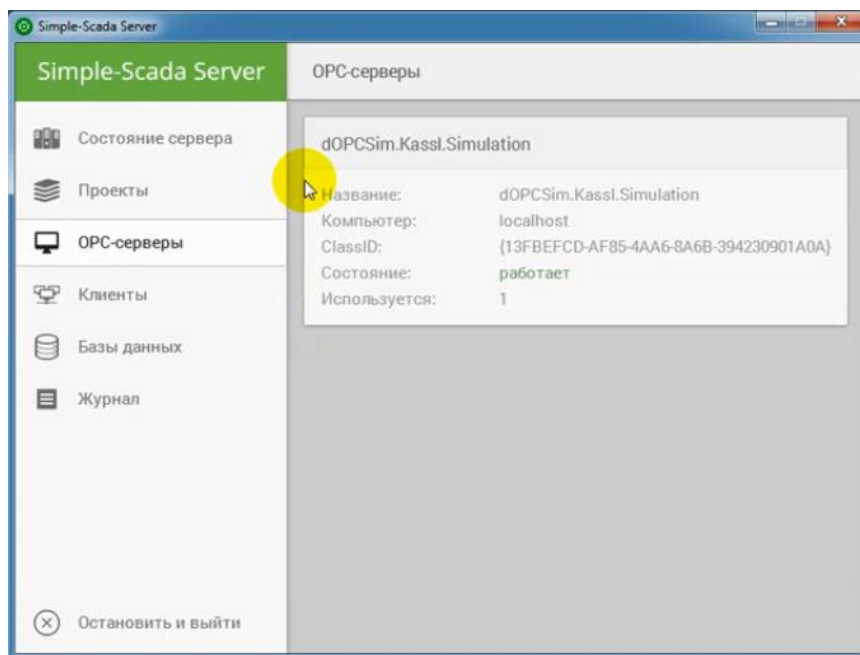 Simple-Scada Server
Simple-Scada Server
OPC-серверы
Состояние сервера
Проекты
OPC-серверы
Клиенты
Базы данных
Журнал
Остановить и выйти
dOPCSim.Kassl.Simulation
Название: dOPCSim.Kassl.Simulation
Компьютер: localhost
ClassID: {13FBEFCD-AF85-4AA6-8A6B-394230901A0A}
Состояние: работает
Используется: 1